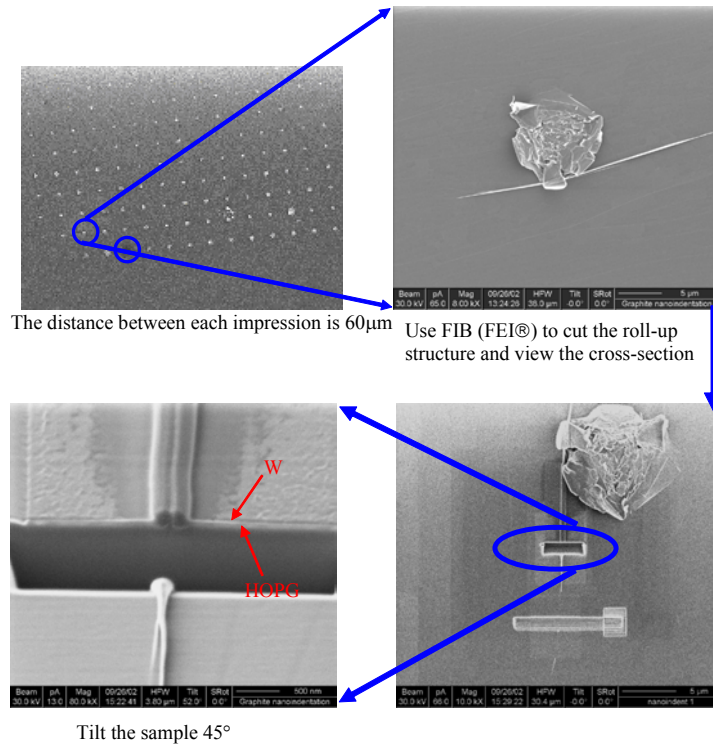 The distance between each impression is 60μm
Beam pA Mag 09/26/02 HFW Tilt SRot 5 μm
30.0 kV 65.0 8.00 kX 13:24:26 38.0 μm -0.0° 0.0° Graphite nanoindentation
Use FIB (FEI®) to cut the roll-up
structure and view the cross-section
W
HOPG
Beam pA Mag 09/26/02 HFW Tilt SRot 500 nm
30.0 kV 13.0 80.0 kX 15:22:41 3.80 μm 52.0° 0.0° Graphite nanoindentation
Beam pA Mag 09/26/02 HFW Tilt SRot 5 μm
30.0 kV 66.0 10.0 kX 15:29:22 30.4 μm -0.0° 0.0° nanoindent 1
Tilt the sample 45°